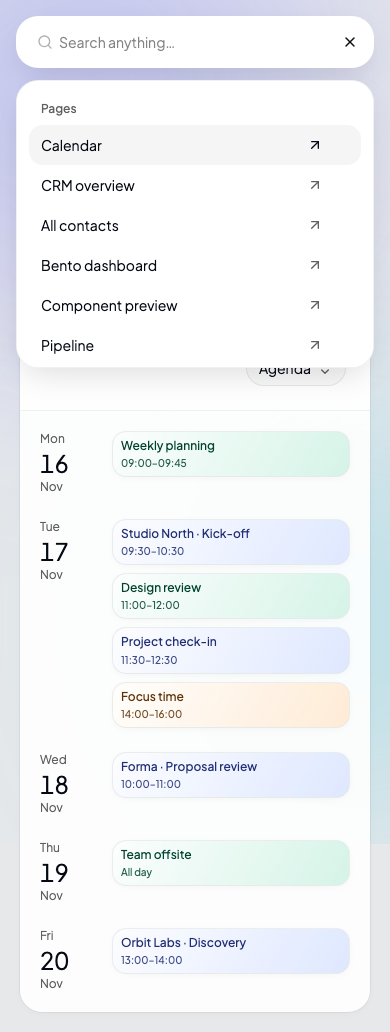 Search anything…
Pages
Calendar
CRM overview
All contacts
Bento dashboard
Component preview
Pipeline
Agenda
Mon
16
Nov
Weekly planning
09:00–09:45
Tue
17
Nov
Studio North · Kick-off
09:30–10:30
Design review
11:00–12:00
Project check-in
11:30–12:30
Focus time
14:00–16:00
Wed
18
Nov
Forma · Proposal review
10:00–11:00
Thu
19
Nov
Team offsite
All day
Fri
20
Nov
Orbit Labs · Discovery
13:00–14:00